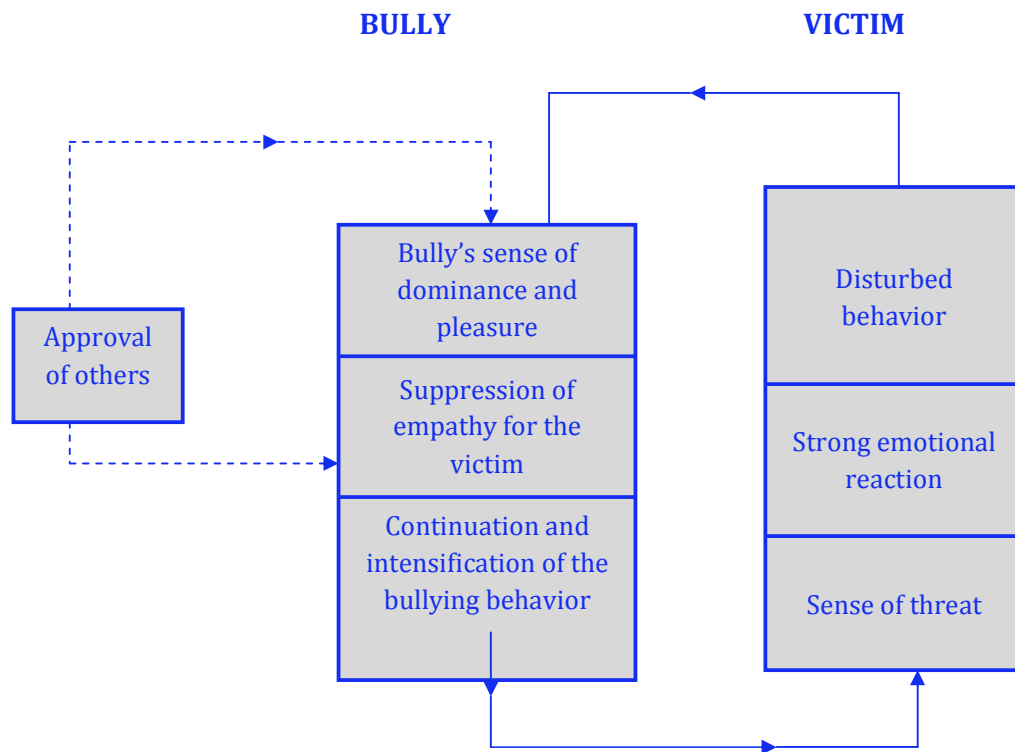 BULLY
VICTIM
Bully’s sense of
dominance and
pleasure
Suppression of
empathy for the
victim
Continuation and
intensification of the
bullying behavior
Approval
of others
Disturbed
behavior
Strong emotional
reaction
Sense of threat